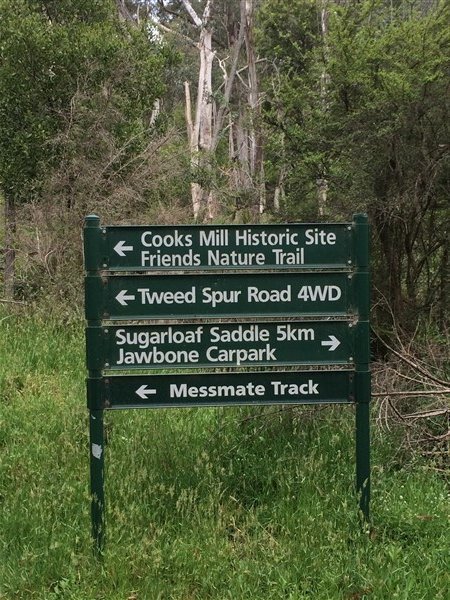 Cooks Mill Historic Site
Friends Nature Trail
Tweed Spur Road 4WD
Sugarloaf Saddle 5km
Jawbone Carpark
Messmate Track